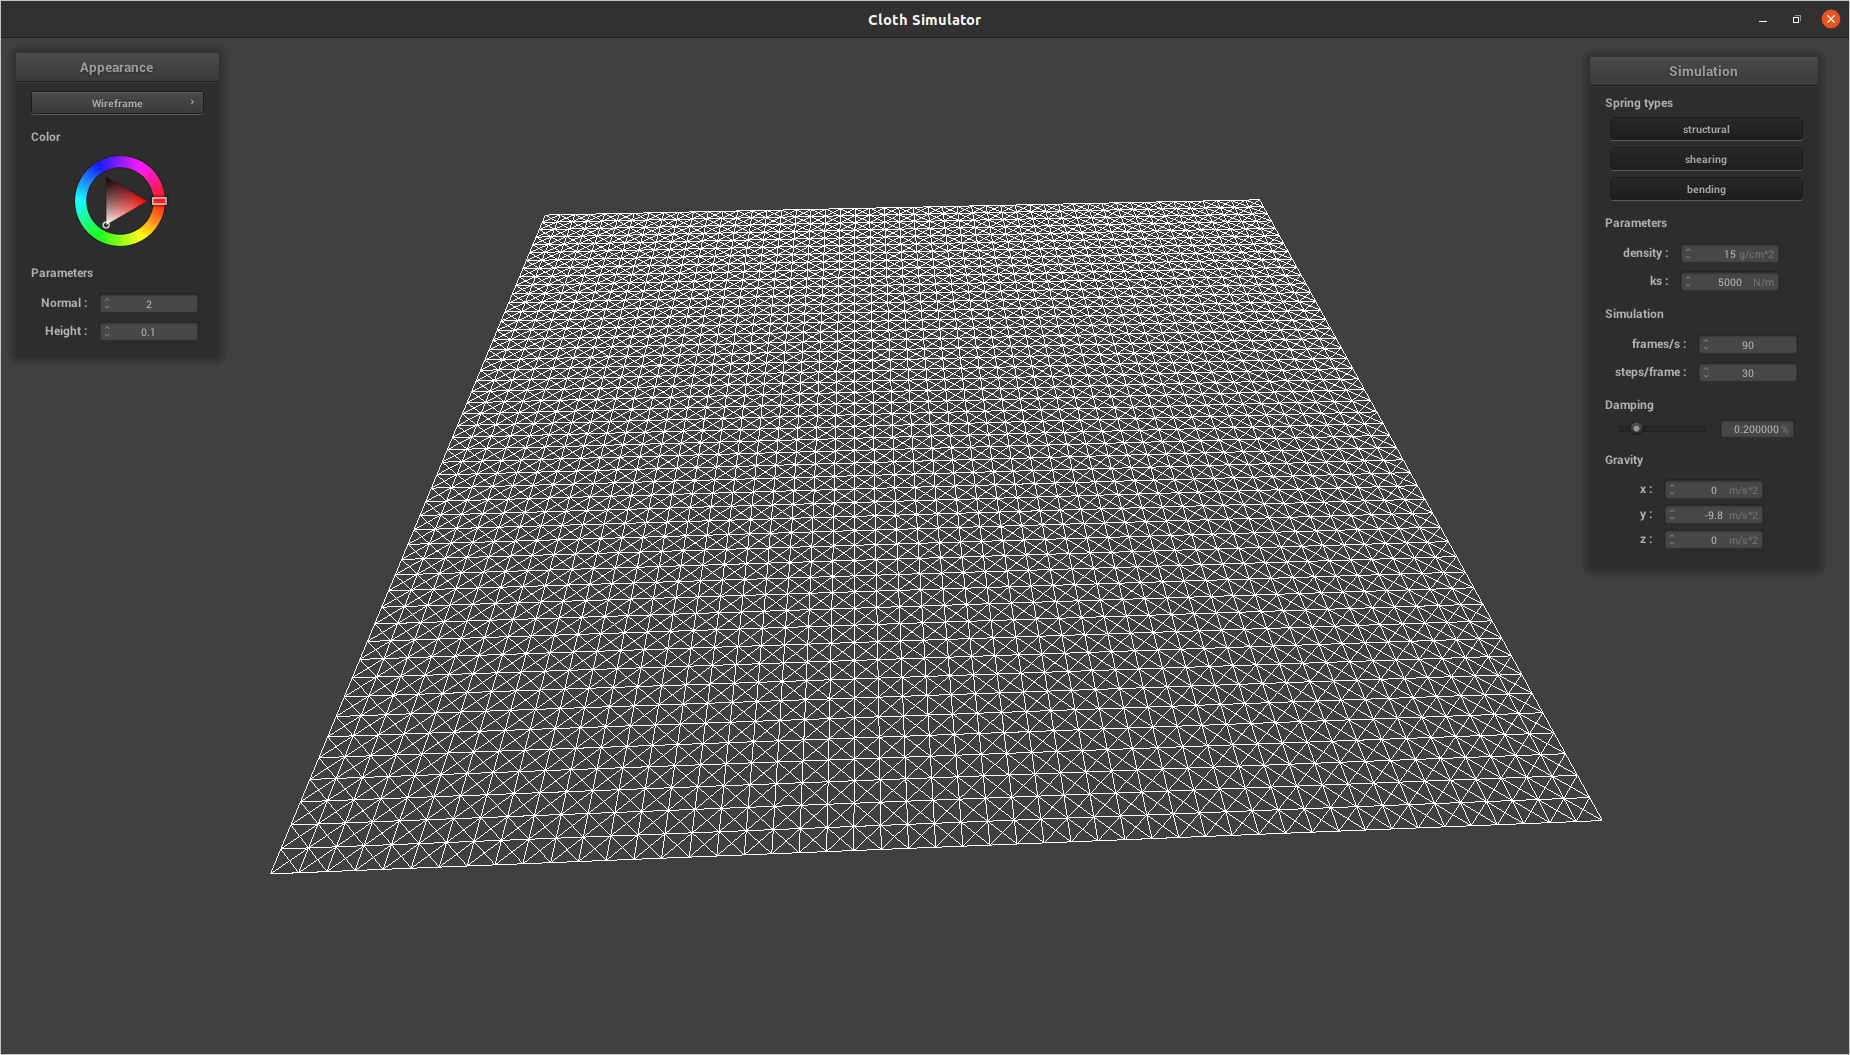 Cloth Simulator
Appearance
Wireframe
Color
Parameters
Normal : 2
Height : 0.1
Simulation
Spring types
structural
shearing
bending
Parameters
density : 15 g/cm^2
ks : 5000 N/m
Simulation
frames/s : 90
steps/frame : 30
Damping
0.200000 %
Gravity
x : 0 m/s^2
y : -9.8 m/s^2
z : 0 m/s^2